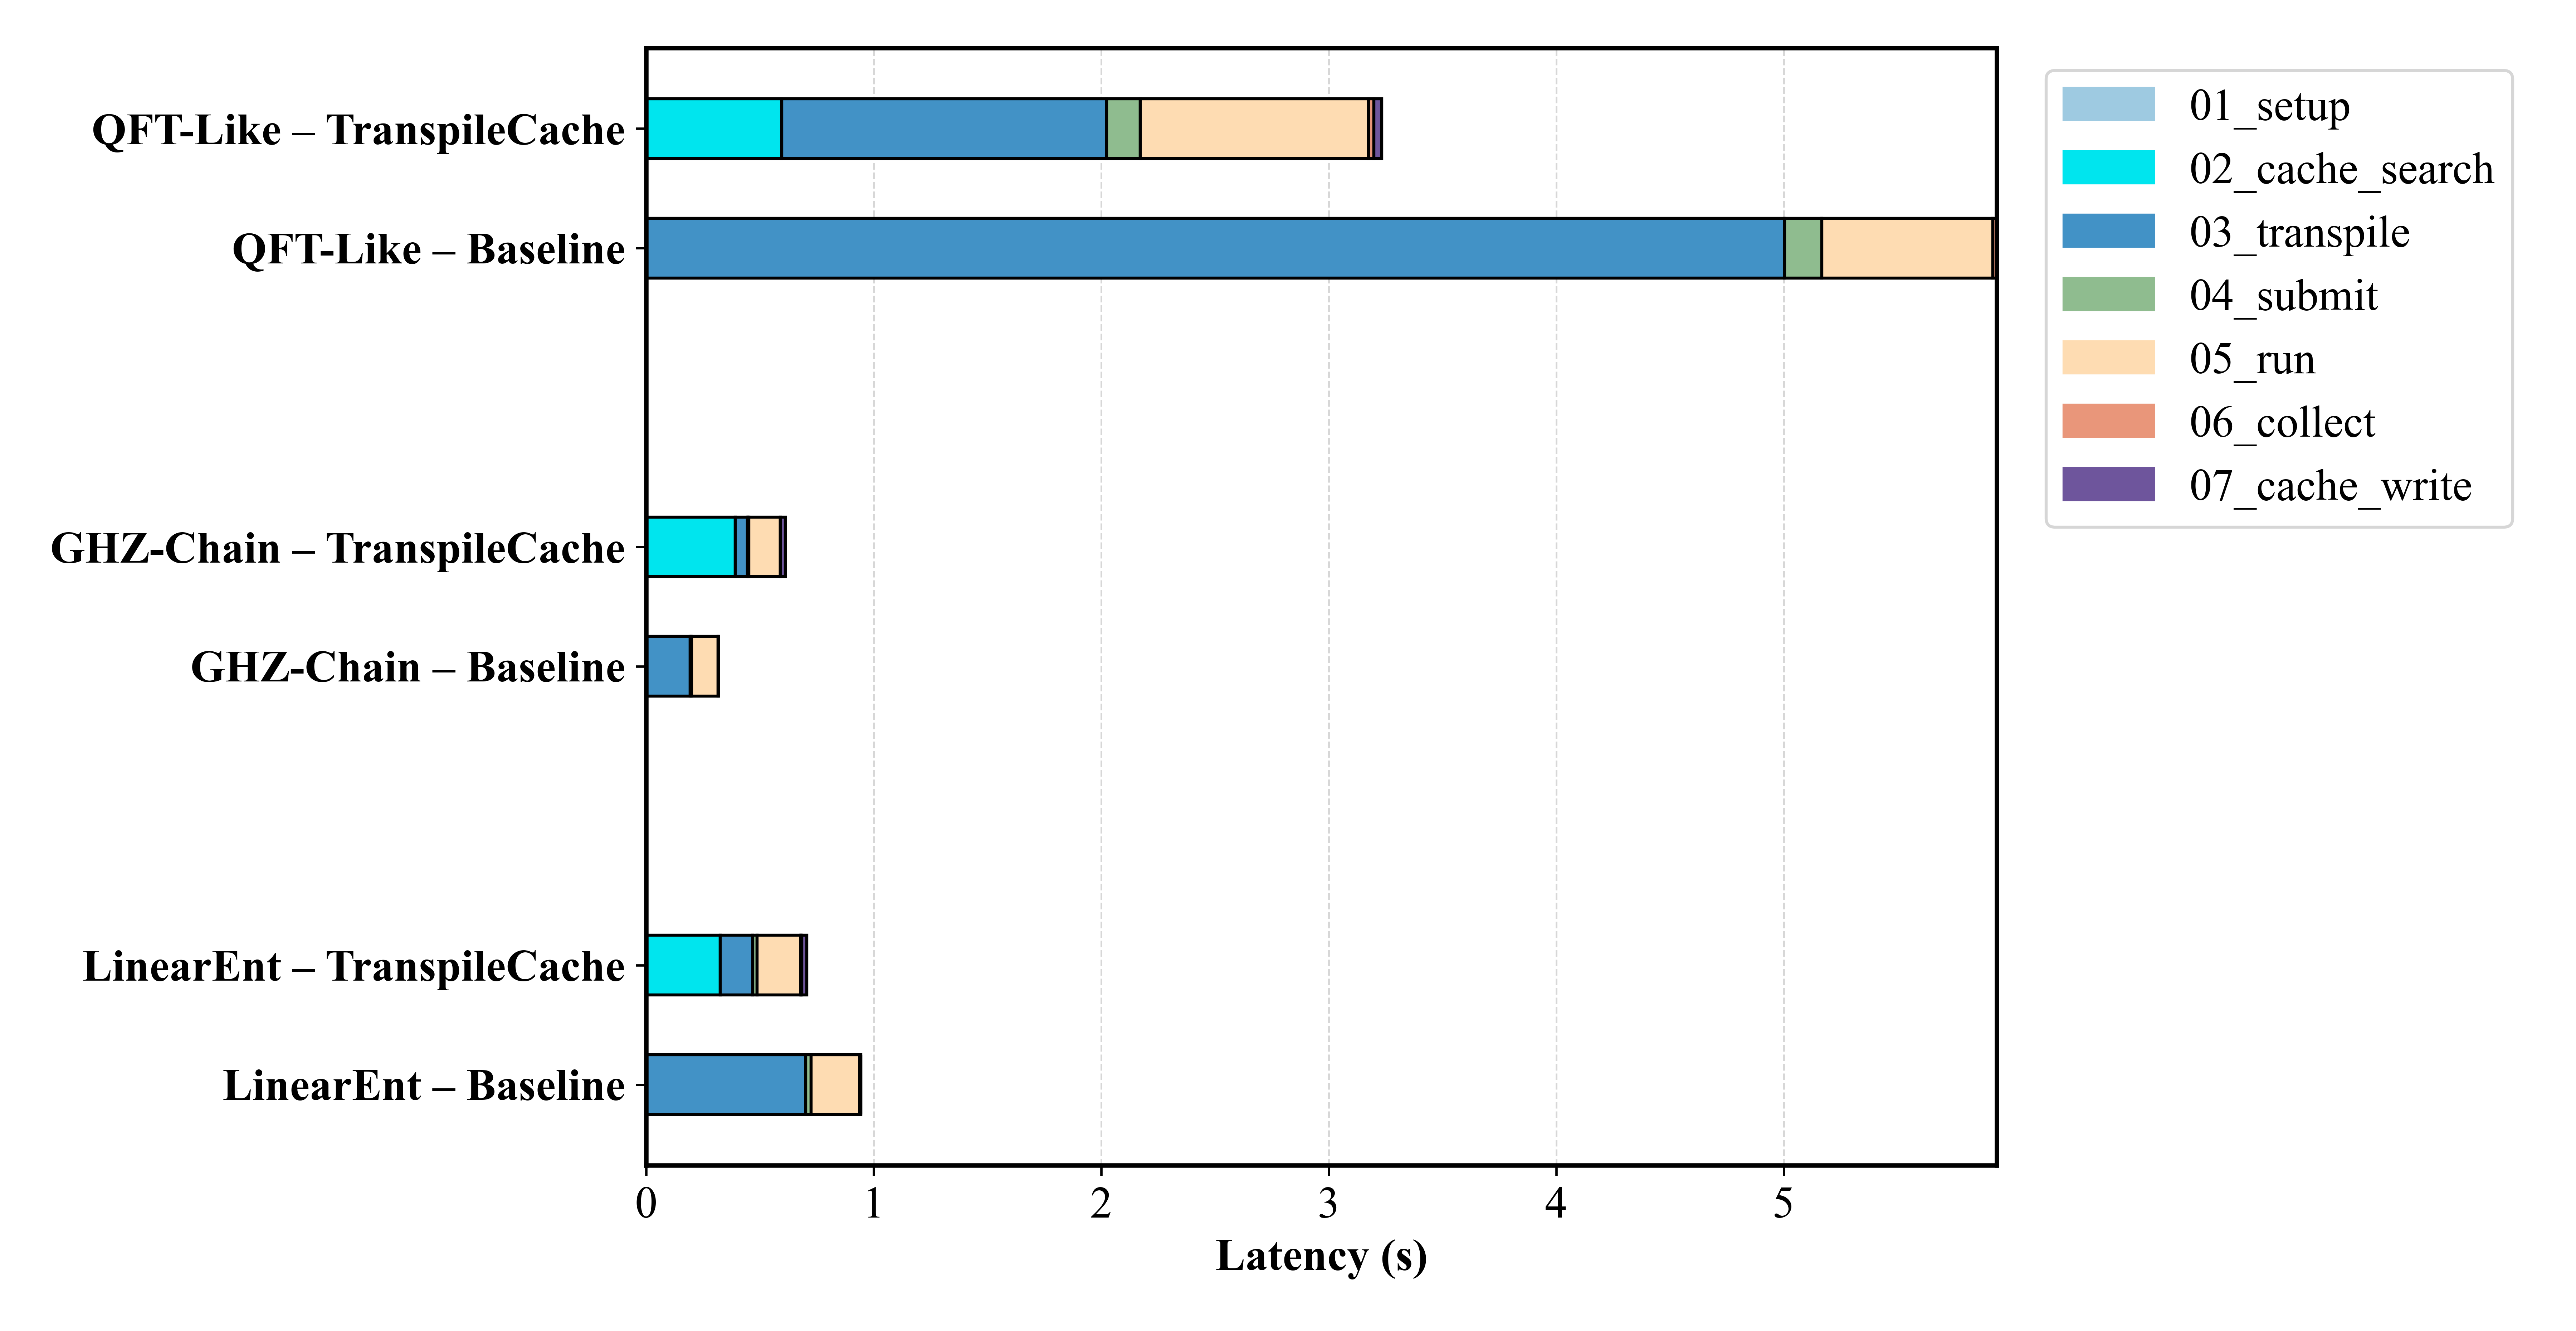 QFT-Like – TranspileCache
QFT-Like – Baseline
GHZ-Chain – TranspileCache
GHZ-Chain – Baseline
LinearEnt – TranspileCache
LinearEnt – Baseline
0 1 2 3 4 5
Latency (s)
01_setup
02_cache_search
03_transpile
04_submit
05_run
06_collect
07_cache_write